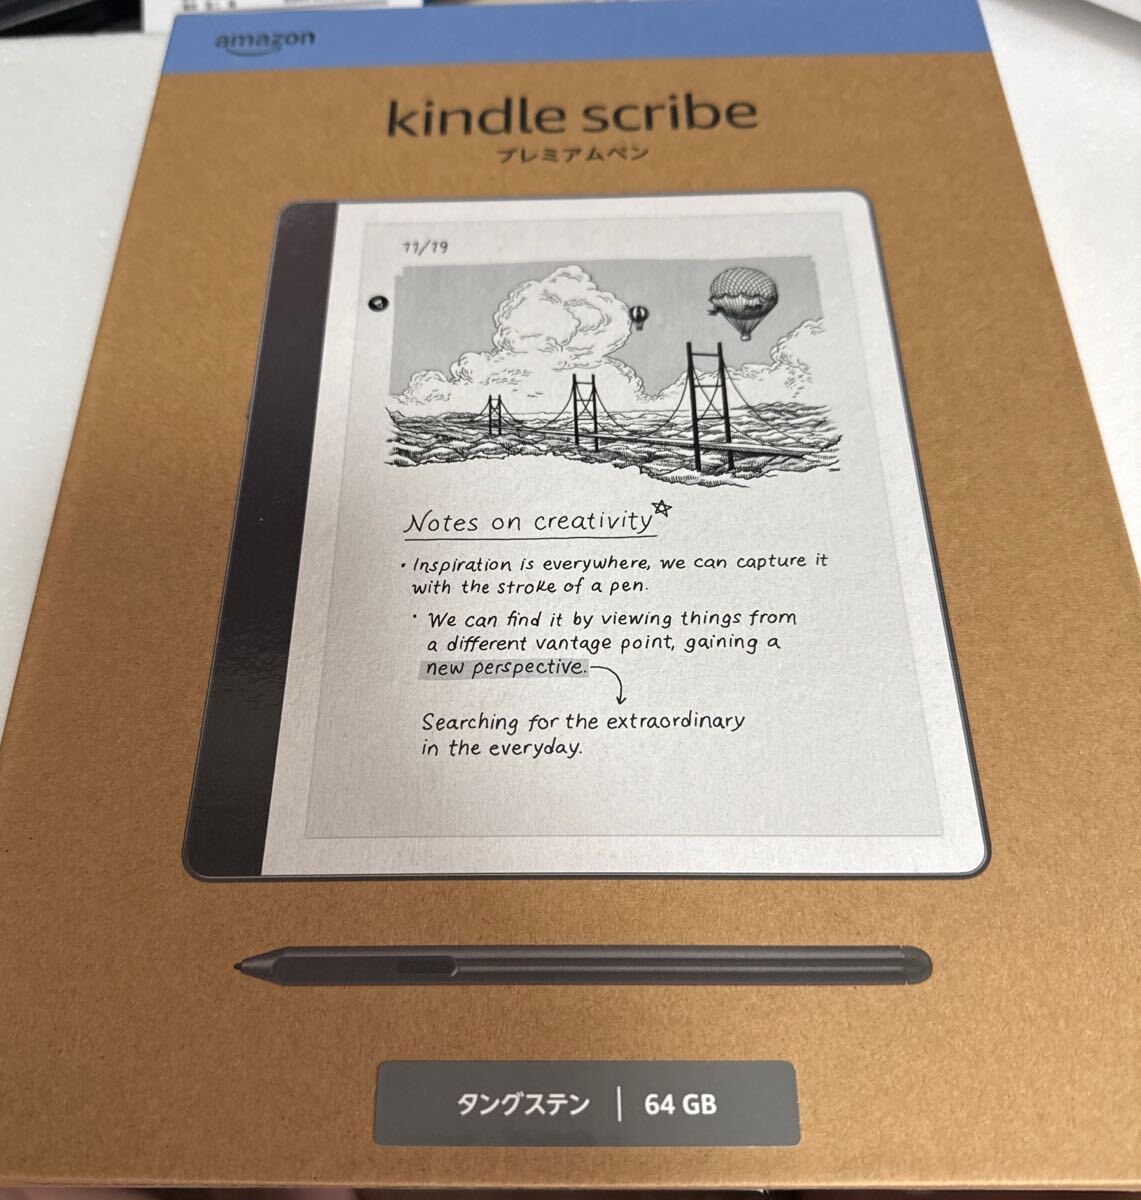 amazon
kindle scribe
プレミアムペン
11/19
Notes on creativity
• Inspiration is everywhere, we can capture it
with the stroke of a pen.
• We can find it by viewing things from
a different vantage point, gaining a
new perspective.
Searching for the extraordinary
in the everyday.
タングステン | 64 GB